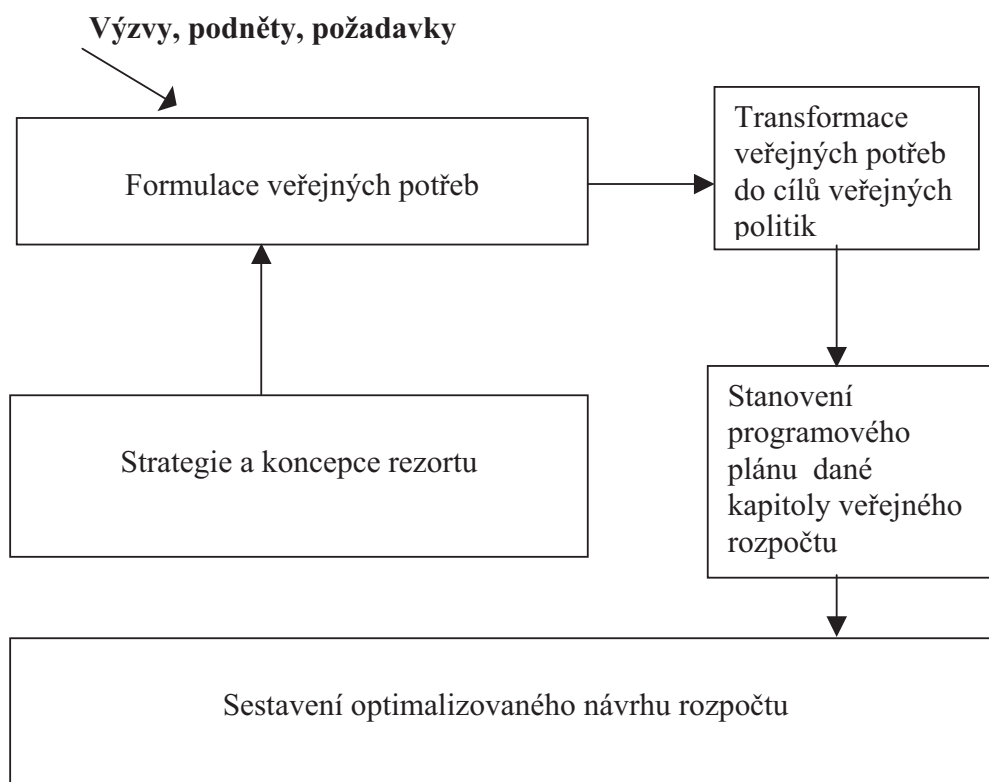 Výzvy, podněty, požadavky
Formulace veřejných potřeb
Transformace
veřejných potřeb
do cílů veřejných
politik
Strategie a koncepce rezortu
Stanovení
programového
plánu  dané
kapitoly veřejného
rozpočtu
Sestavení optimalizovaného návrhu rozpočtu